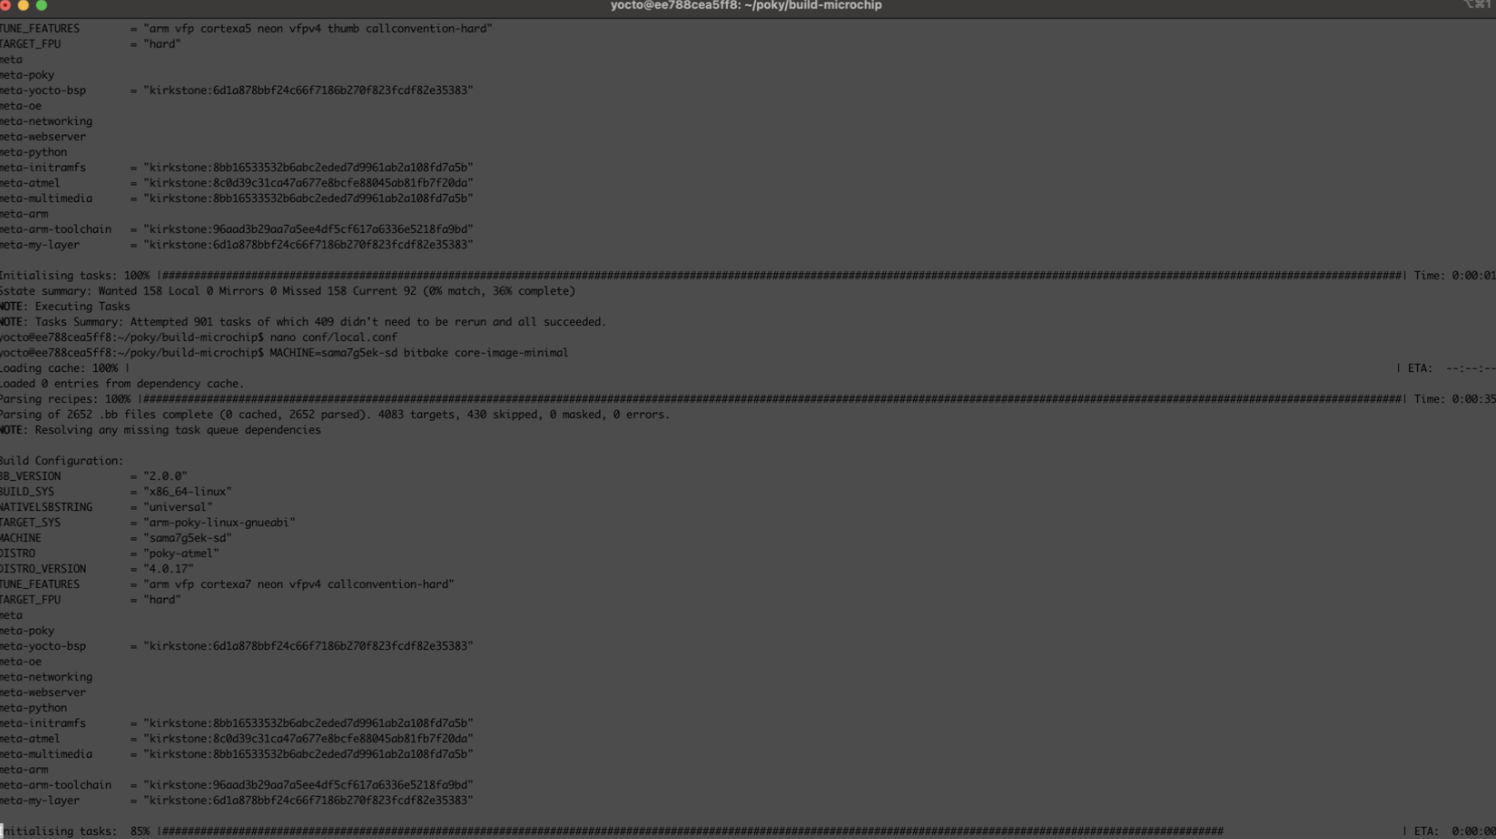 yocto@ee788cea5ff8: ~/poky/build-microchip
⌥⌘1
TUNE_FEATURES = "arm vfp cortexa5 neon vfpv4 thumb callconvention-hard"
TARGET_FPU = "hard"
meta
meta-poky
meta-yocto-bsp = "kirkstone:6d1a878bbf24c66f7186b270f823fcdf82e35383"
meta-oe
meta-networking
meta-webserver
meta-python
meta-initramfs = "kirkstone:8bb16533532b6abc2eded7d9961ab2a108fd7a5b"
meta-atmel = "kirkstone:8c0d39c31ca47a677e8bcfe88045ab81fb7f20da"
meta-multimedia = "kirkstone:8bb16533532b6abc2eded7d9961ab2a108fd7a5b"
meta-arm
meta-arm-toolchain = "kirkstone:96aad3b29aa7a5ee4df5cf617a6336e5218fa9bd"
meta-my-layer = "kirkstone:6d1a878bbf24c66f7186b270f823fcdf82e35383"
Initialising tasks: 100% |####| Time: 0:00:01
Sstate summary: Wanted 158 Local 0 Mirrors 0 Missed 158 Current 92 (0% match, 36% complete)
NOTE: Executing Tasks
NOTE: Tasks Summary: Attempted 901 tasks of which 409 didn't need to be rerun and all succeeded.
yocto@ee788cea5ff8:~/poky/build-microchip$ nano conf/local.conf
yocto@ee788cea5ff8:~/poky/build-microchip$ MACHINE=sama7g5ek-sd bitbake core-image-minimal
Loading cache: 100% | | ETA: --:--:--
Loaded 0 entries from dependency cache.
Parsing recipes: 100% |####| Time: 0:00:35
Parsing of 2652 .bb files complete (0 cached, 2652 parsed). 4083 targets, 430 skipped, 0 masked, 0 errors.
NOTE: Resolving any missing task queue dependencies
Build Configuration:
BB_VERSION = "2.0.0"
BUILD_SYS = "x86_64-linux"
NATIVELSBSTRING = "universal"
TARGET_SYS = "arm-poky-linux-gnueabi"
MACHINE = "sama7g5ek-sd"
DISTRO = "poky-atmel"
DISTRO_VERSION = "4.0.17"
TUNE_FEATURES = "arm vfp cortexa7 neon vfpv4 callconvention-hard"
TARGET_FPU = "hard"
meta
meta-poky
meta-yocto-bsp = "kirkstone:6d1a878bbf24c66f7186b270f823fcdf82e35383"
meta-oe
meta-networking
meta-webserver
meta-python
meta-initramfs = "kirkstone:8bb16533532b6abc2eded7d9961ab2a108fd7a5b"
meta-atmel = "kirkstone:8c0d39c31ca47a677e8bcfe88045ab81fb7f20da"
meta-multimedia = "kirkstone:8bb16533532b6abc2eded7d9961ab2a108fd7a5b"
meta-arm
meta-arm-toolchain = "kirkstone:96aad3b29aa7a5ee4df5cf617a6336e5218fa9bd"
meta-my-layer = "kirkstone:6d1a878bbf24c66f7186b270f823fcdf82e35383"
Initialising tasks: 85% |#### | ETA: 0:00:00